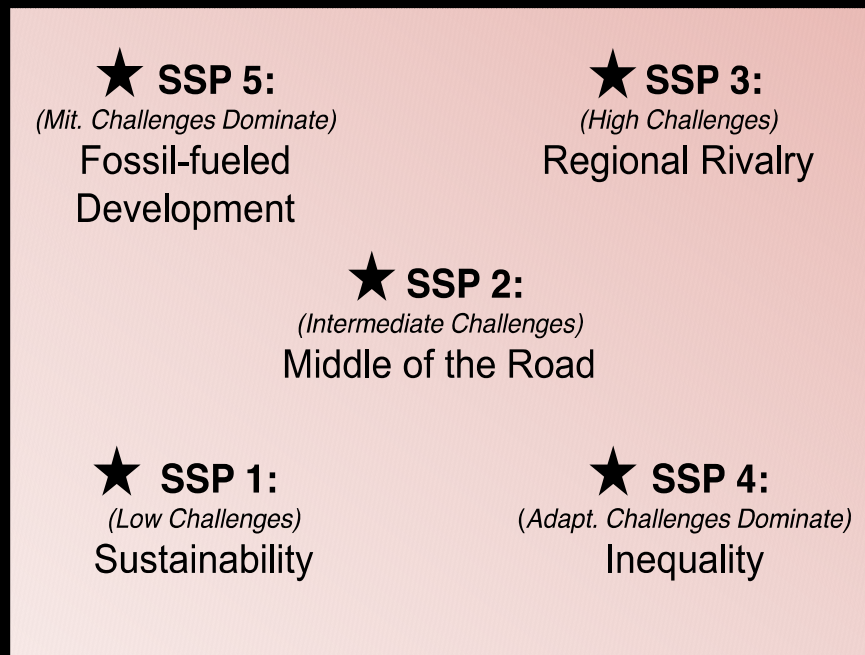 ★ SSP 5:
(Mit. Challenges Dominate)
Fossil-fueled
Development
★ SSP 3:
(High Challenges)
Regional Rivalry
★ SSP 2:
(Intermediate Challenges)
Middle of the Road
★ SSP 1:
(Low Challenges)
Sustainability
★ SSP 4:
(Adapt. Challenges Dominate)
Inequality